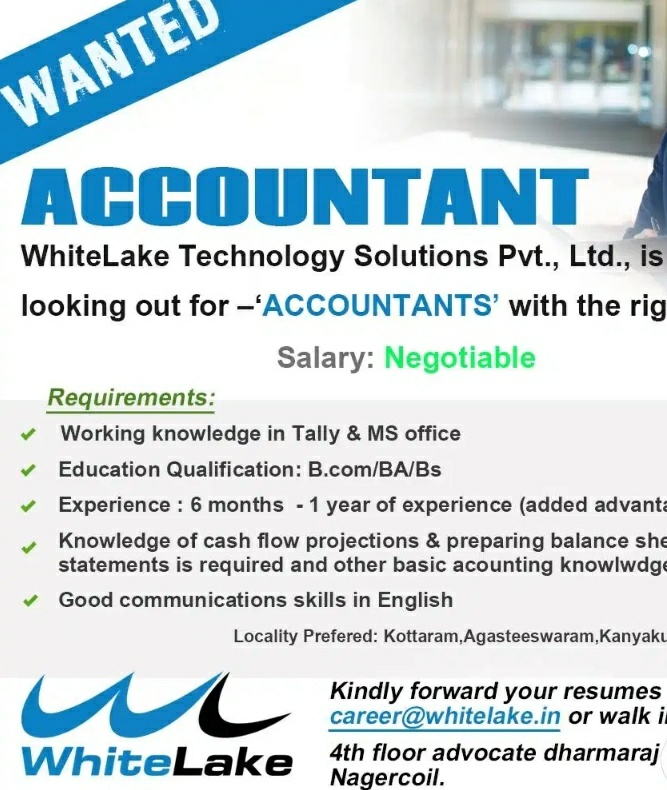 WANTED
ACCOUNTANT
WhiteLake Technology Solutions Pvt., Ltd., is
looking out for –‘ACCOUNTANTS’ with the rig
Salary: Negotiable
Requirements:
Working knowledge in Tally & MS office
Education Qualification: B.com/BA/Bs
Experience : 6 months - 1 year of experience (added advanta
Knowledge of cash flow projections & preparing balance she
statements is required and other basic acounting knowlwdge
Good communications skills in English
Locality Prefered: Kottaram,Agasteeswaram,Kanyaku
Kindly forward your resumes
career@whitelake.in or walk i
4th floor advocate dharmaraj
Nagercoil.
WhiteLake